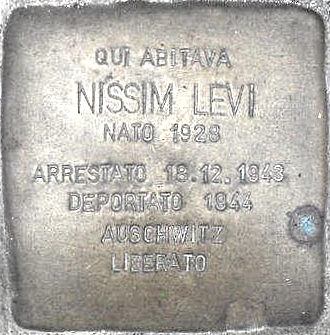 QUI ABITAVA
NISSIM LEVI
NATO 1928
ARRESTATO 18.12.1943
DEPORTATO 1944
AUSCHWITZ
LIBERATO